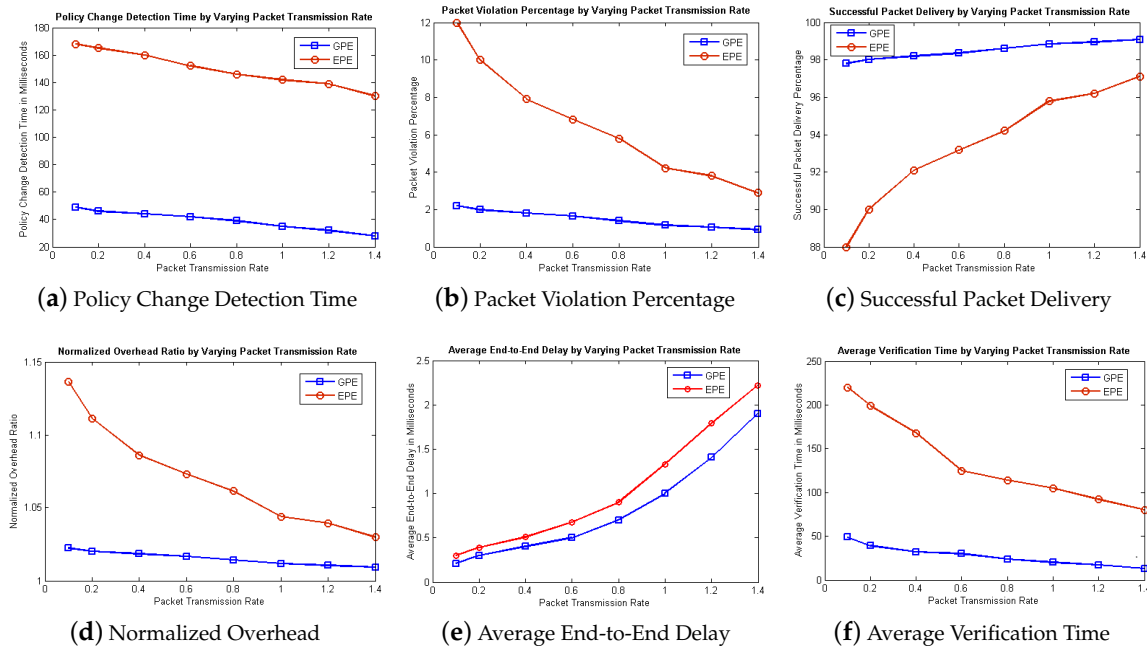 Policy Change Detection Time by Varying Packet Transmission Rate
Policy Change Detection Time in Milliseconds
180
160
140
120
100
80
60
40
20
0 0.2 0.4 0.6 0.8 1 1.2 1.4
Packet Transmission Rate
GPE
EPE
(a) Policy Change Detection Time
Packet Violation Percentage by Varying Packet Transmission Rate
Packet Violation Percentage
12
10
8
6
4
2
0
0 0.2 0.4 0.6 0.8 1 1.2 1.4
Packet Transmission Rate
GPE
EPE
(b) Packet Violation Percentage
Successful Packet Delivery by Varying Packet Transmission Rate
Successful Packet Delivery Percentage
100
98
96
94
92
90
88
0 0.2 0.4 0.6 0.8 1 1.2 1.4
Packet Transmission Rate
GPE
EPE
(c) Successful Packet Delivery
Normalized Overhead Ratio by Varying Packet Transmission Rate
Normalized Overhead Ratio
1.15
1.1
1.05
1
0 0.2 0.4 0.6 0.8 1 1.2 1.4
Packet Transmission Rate
GPE
EPE
(d) Normalized Overhead
Average End-to-End Delay by Varying Packet Transmission Rate
Average End-to-End Delay in Milliseconds
2.5
2
1.5
1
0.5
0
0 0.2 0.4 0.6 0.8 1 1.2 1.4
Packet Transmission Rate
GPE
EPE
(e) Average End-to-End Delay
Average Verification Time by Varying Packet Transmission Rate
Average Verification Time in Milliseconds
250
200
150
100
50
0
0 0.2 0.4 0.6 0.8 1 1.2 1.4
Packet Transmission Rate
GPE
EPE
(f) Average Verification Time